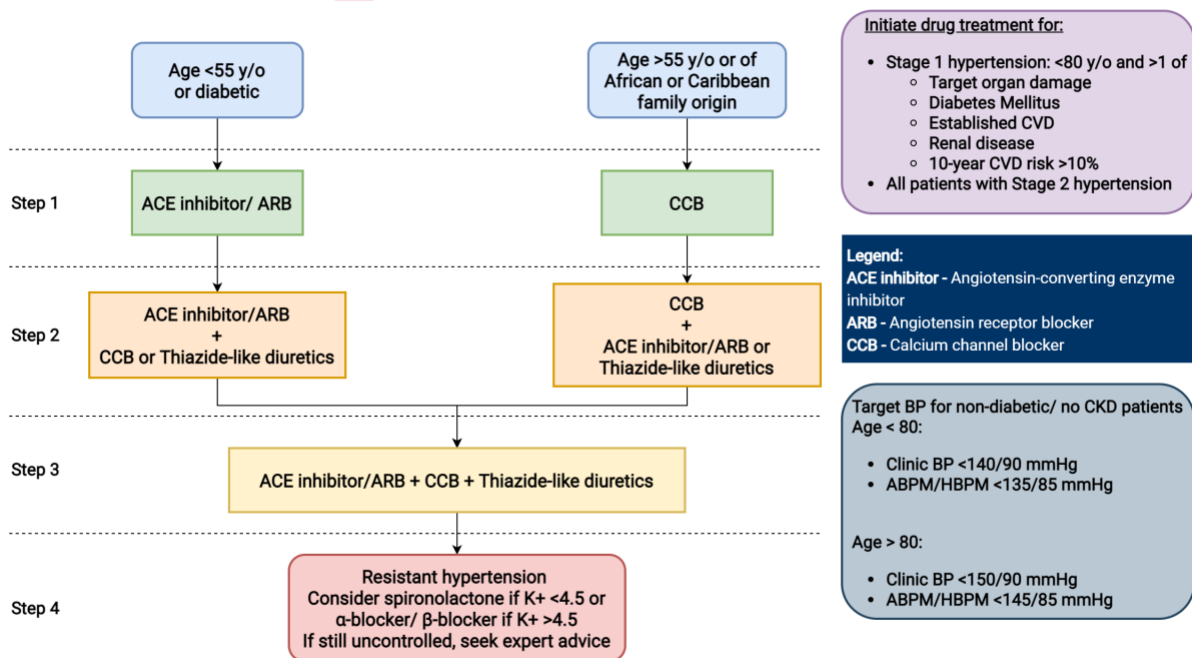 Age <55 y/o
or diabetic
Age >55 y/o or of
African or Caribbean
family origin
Step 1
ACE inhibitor/ ARB
CCB
Step 2
ACE inhibitor/ARB
+
CCB or Thiazide-like diuretics
CCB
+
ACE inhibitor/ARB or
Thiazide-like diuretics
Step 3
ACE inhibitor/ARB + CCB + Thiazide-like diuretics
Step 4
Resistant hypertension
Consider spironolactone if K+ <4.5 or
α-blocker/ β-blocker if K+ >4.5
If still uncontrolled, seek expert advice
Initiate drug treatment for:
• Stage 1 hypertension: <80 y/o and >1 of
○ Target organ damage
○ Diabetes Mellitus
○ Established CVD
○ Renal disease
○ 10-year CVD risk >10%
• All patients with Stage 2 hypertension
Legend:
ACE inhibitor - Angiotensin-converting enzyme
inhibitor
ARB - Angiotensin receptor blocker
CCB - Calcium channel blocker
Target BP for non-diabetic/ no CKD patients
Age < 80:
• Clinic BP <140/90 mmHg
• ABPM/HBPM <135/85 mmHg
Age > 80:
• Clinic BP <150/90 mmHg
• ABPM/HBPM <145/85 mmHg